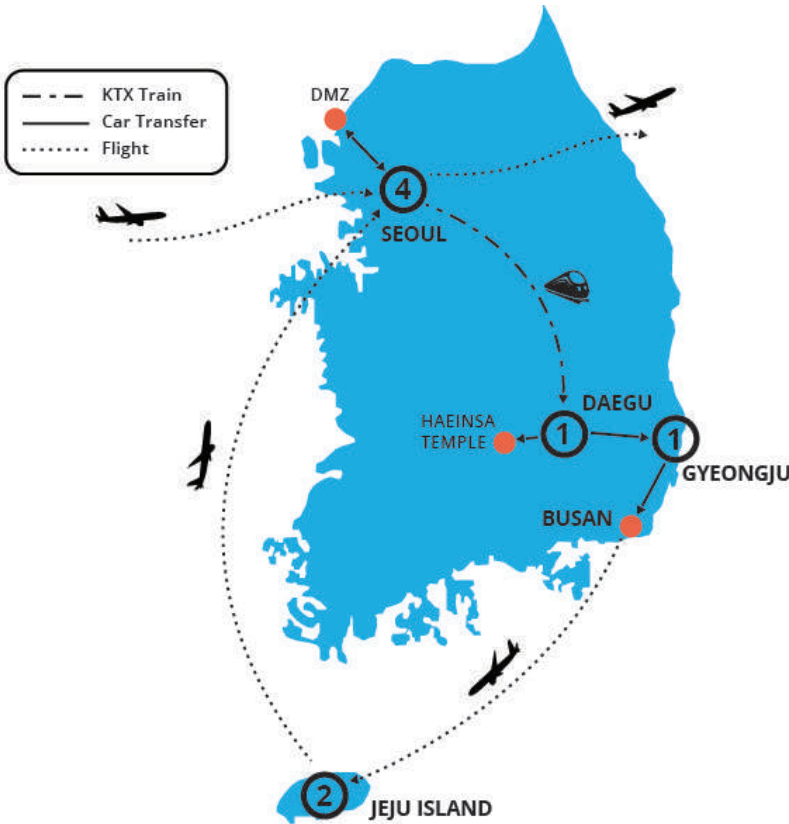 KTX Train
Car Transfer
Flight
DMZ
4
SEOUL
DAEGU
HAEINSA
TEMPLE
1
1
GYEONGJU
BUSAN
2
JEJU ISLAND